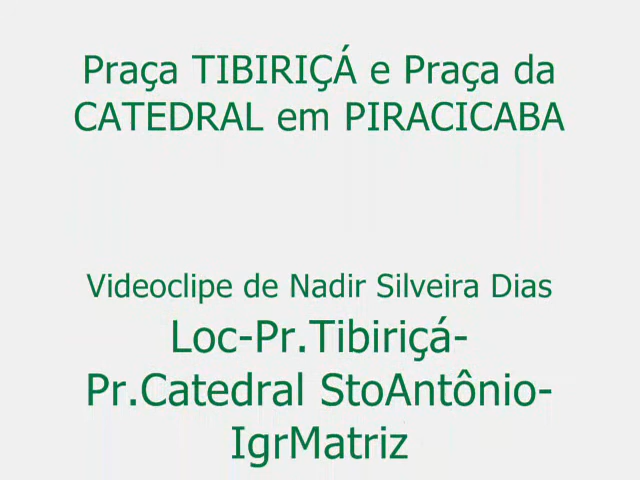 Praça TIBIRIÇÁ e Praça da
CATEDRAL em PIRACICABA
Videoclipe de Nadir Silveira Dias
Loc-Pr.Tibiriçá-
Pr.Catedral StoAntônio-
IgrMatriz